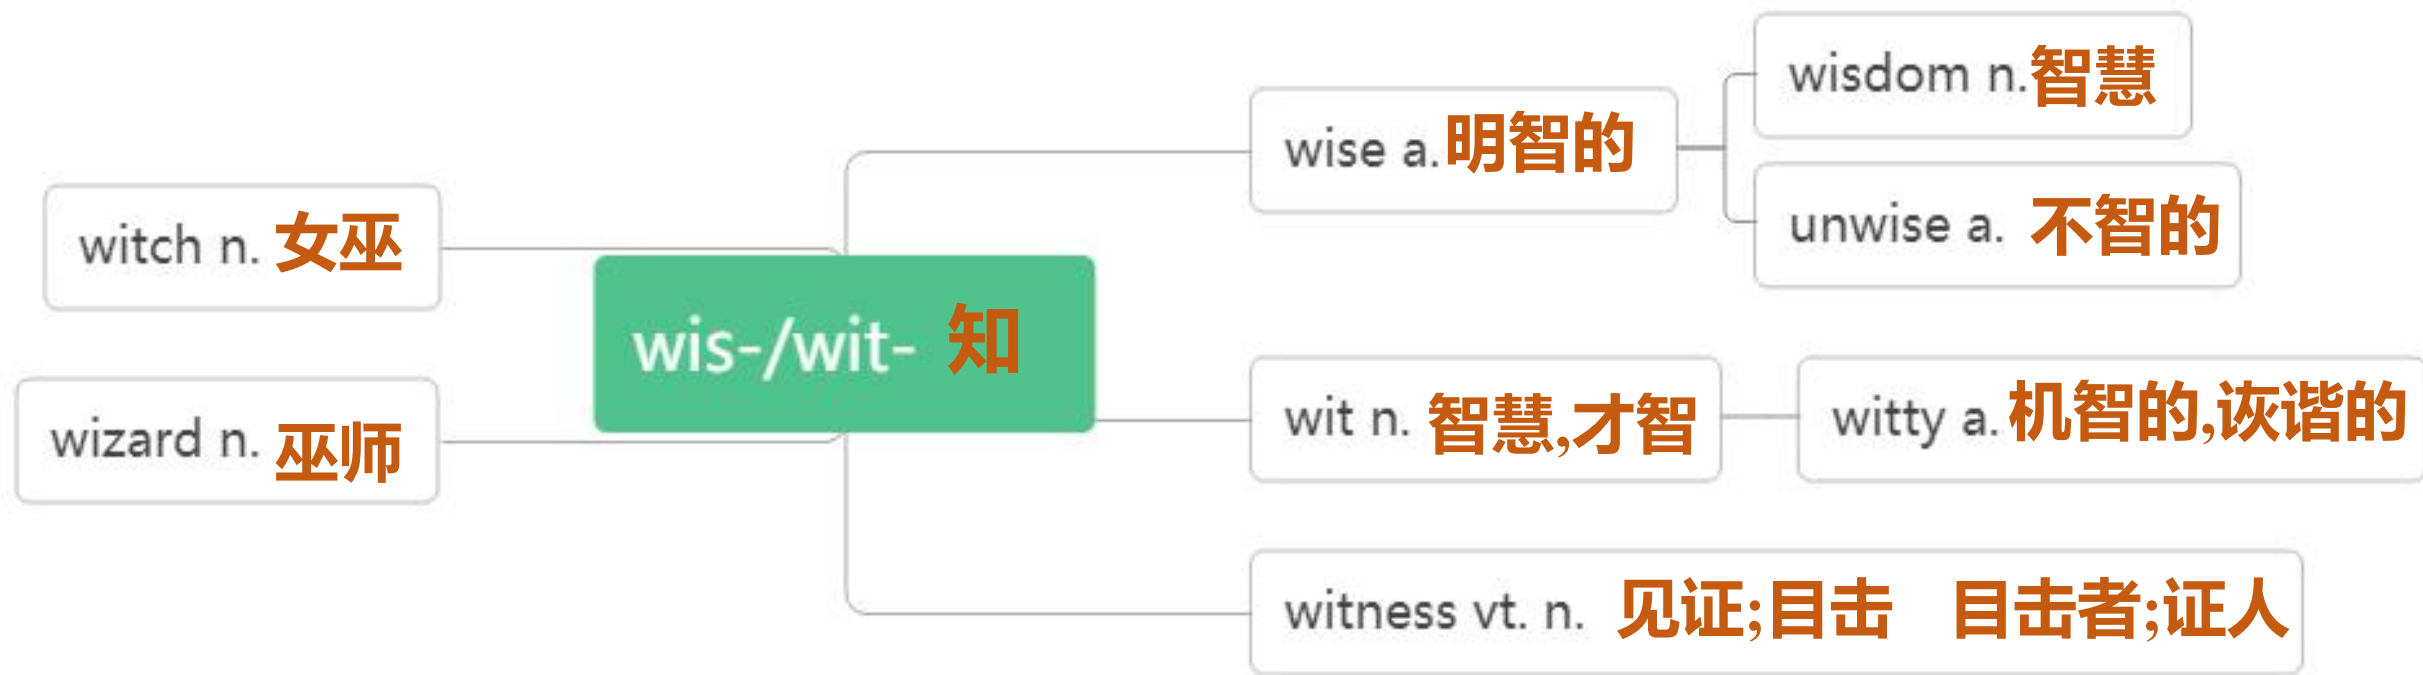 witch n. 女巫
wizard n. 巫师
wis-/wit- 知
wise a.明智的
wisdom n.智慧
unwise a. 不智的
wit n. 智慧,才智
witty a.机智的,诙谐的
witness vt. n. 见证;目击 目击者;证人